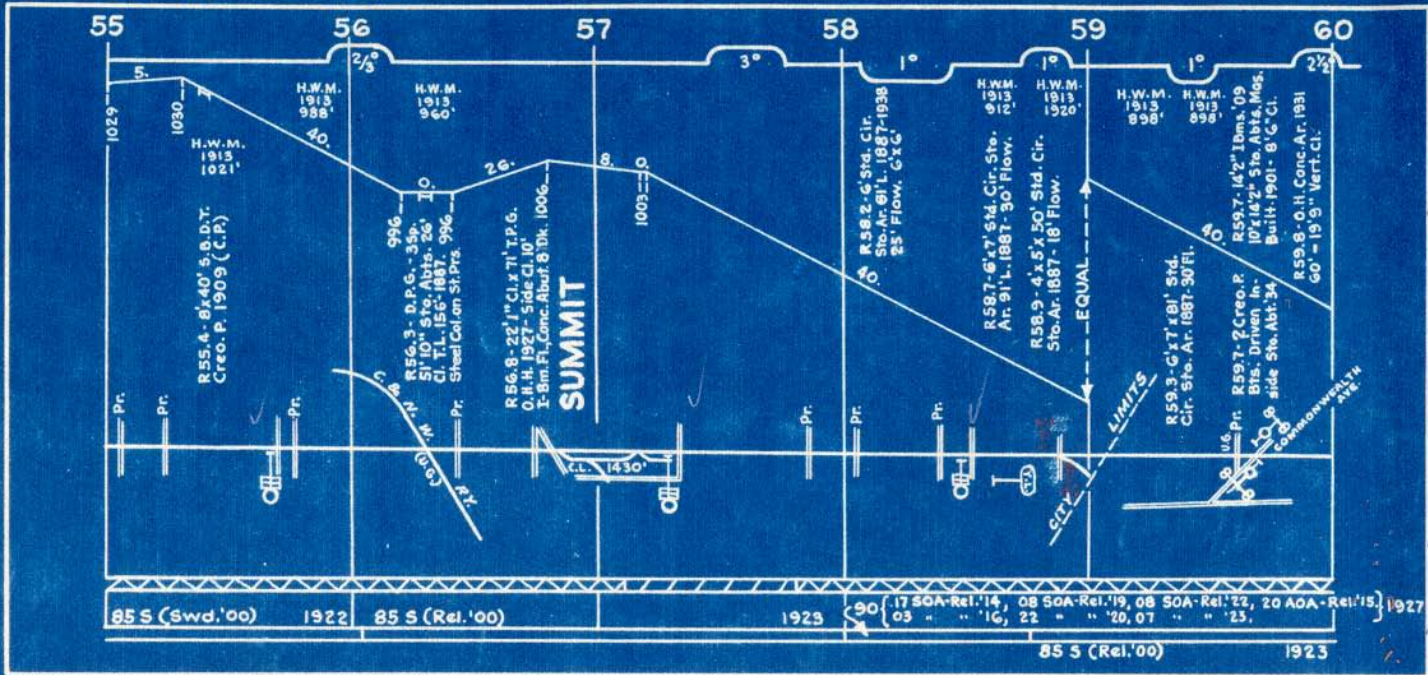 55 56 57 58 59 60
2/3° 3° 1° 1° 1° 2½°
5.
1029
1030
H.W.M.
1913
1021'
R55.4 - 8'x40' 5 B.D.T.
Creo. P. 1909 (C.P.)
H.W.M.
1913
988'
40.
H.W.M.
1913
960'
996
0.
996
R56.3 - D.P.G. - 3Sp.
51' 10" Sto. Abts. 26'
Cl. T.L. 156' 1887.
Steel Col. on St. Prs.
26.
1006
R56.8 - 22' 1" Cl. x 71' T.P.G.
O.H.H. 1927 - Side Cl. 10'
I-Bm. Fl., Conc. Abut. 8: Dk.
SUMMIT
8.
0.
1003
40.
R58.2 - 6' Std. Cir.
Sto. Ar. 61' L. 1887-1938
25' Flow. 6'x6'
H.W.M.
1913
912'
H.W.M.
1913
920'
R58.7 - 6'x7' Std. Cir. Sto.
Ar. 91' L. 1887 - 30' Flow.
R58.9 - 4'x5'x50' Std. Cir.
Sto. Ar. 1887 - 18' Flow.
EQUAL
H.W.M.
1913
898'
H.W.M.
1913
898'
40.
R59.3 - 6'x7'x81' Std.
Cir. Sto. Ar. 1887-30' Fl.
R59.7 - 14'2" I Bms. '09
10'x14'2" Sto. Abts. Mas.
Built 1901 - 8'6" Cl.
R59.7 - 2 Creo. P.
Bts. Driven In-
side Sto. Abt. 34
R59.8 - O.H. Conc. Ar. 1931
60' - 19'9" Vert. Cl.
Pr. Pr. Pr. Pr. Pr. Pr. Pr. Pr.
C. & N. W. RY.
(U.G.)
C.L. 1430'
CITY LIMITS
U.G.
COMMONWEALTH
AVE.
85 S (Swd. '00) 1922
85 S (Rel. '00) 1923
90 { .17 SOA-Rel. '14, 08 SOA-Rel. '19, 08 SOA-Rel. '22, 20 AOA-Rel. '15. } 1927
03 " " '16, 22 " " '20, 07 " " '23,
85 S (Rel. '00) 1923